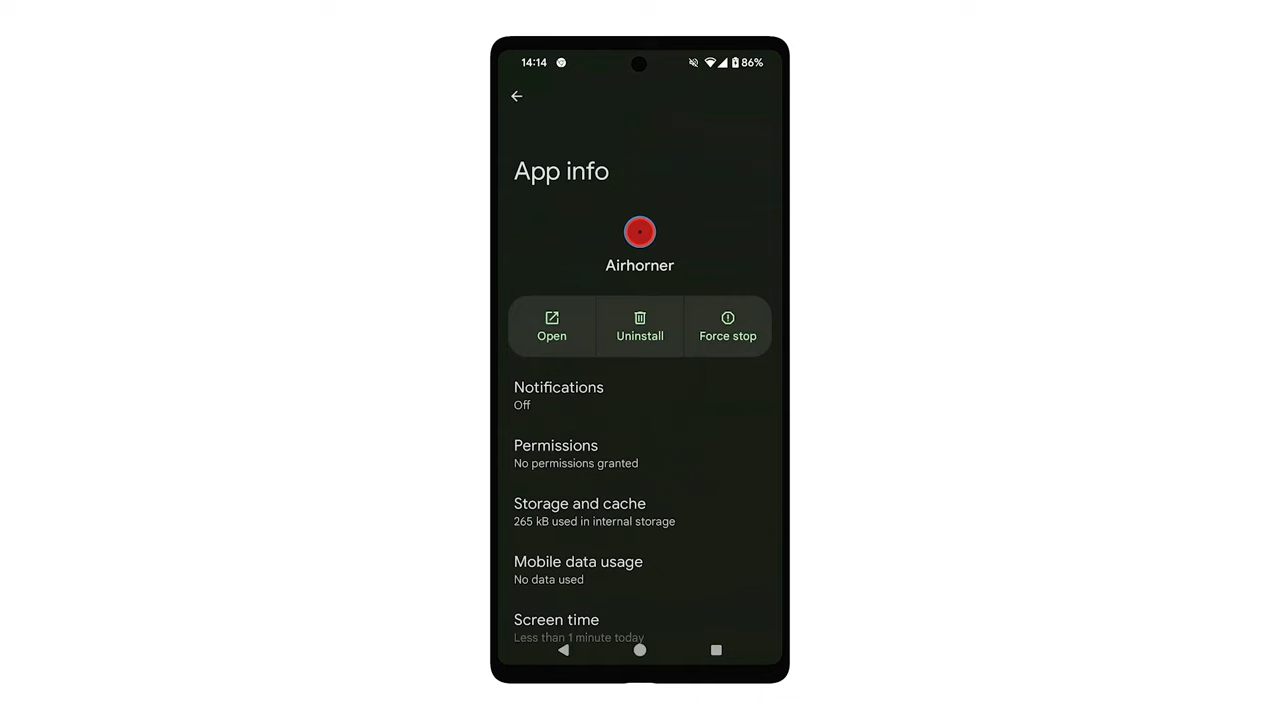 14:14 86%
App info
Airhorner
Open Uninstall Force stop
Notifications
Off
Permissions
No permissions granted
Storage and cache
265 kB used in internal storage
Mobile data usage
No data used
Screen time
Less than 1 minute today